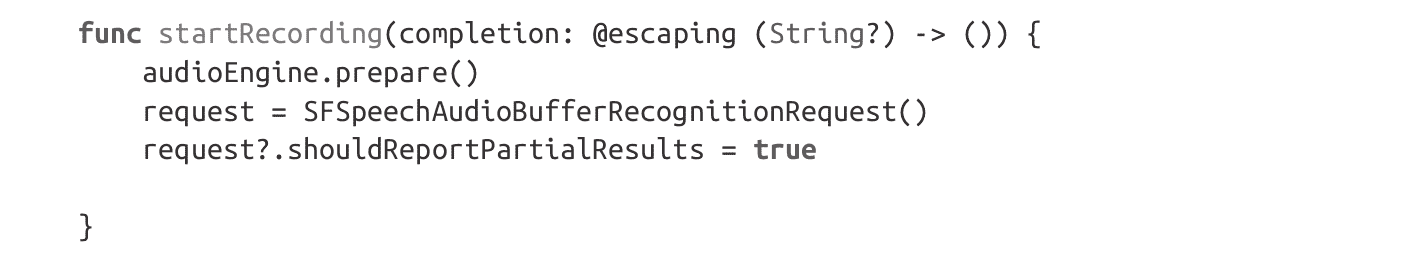 func startRecording(completion: @escaping (String?) -> ()) {
    audioEngine.prepare()
    request = SFSpeechAudioBufferRecognitionRequest()
    request?.shouldReportPartialResults = true

}